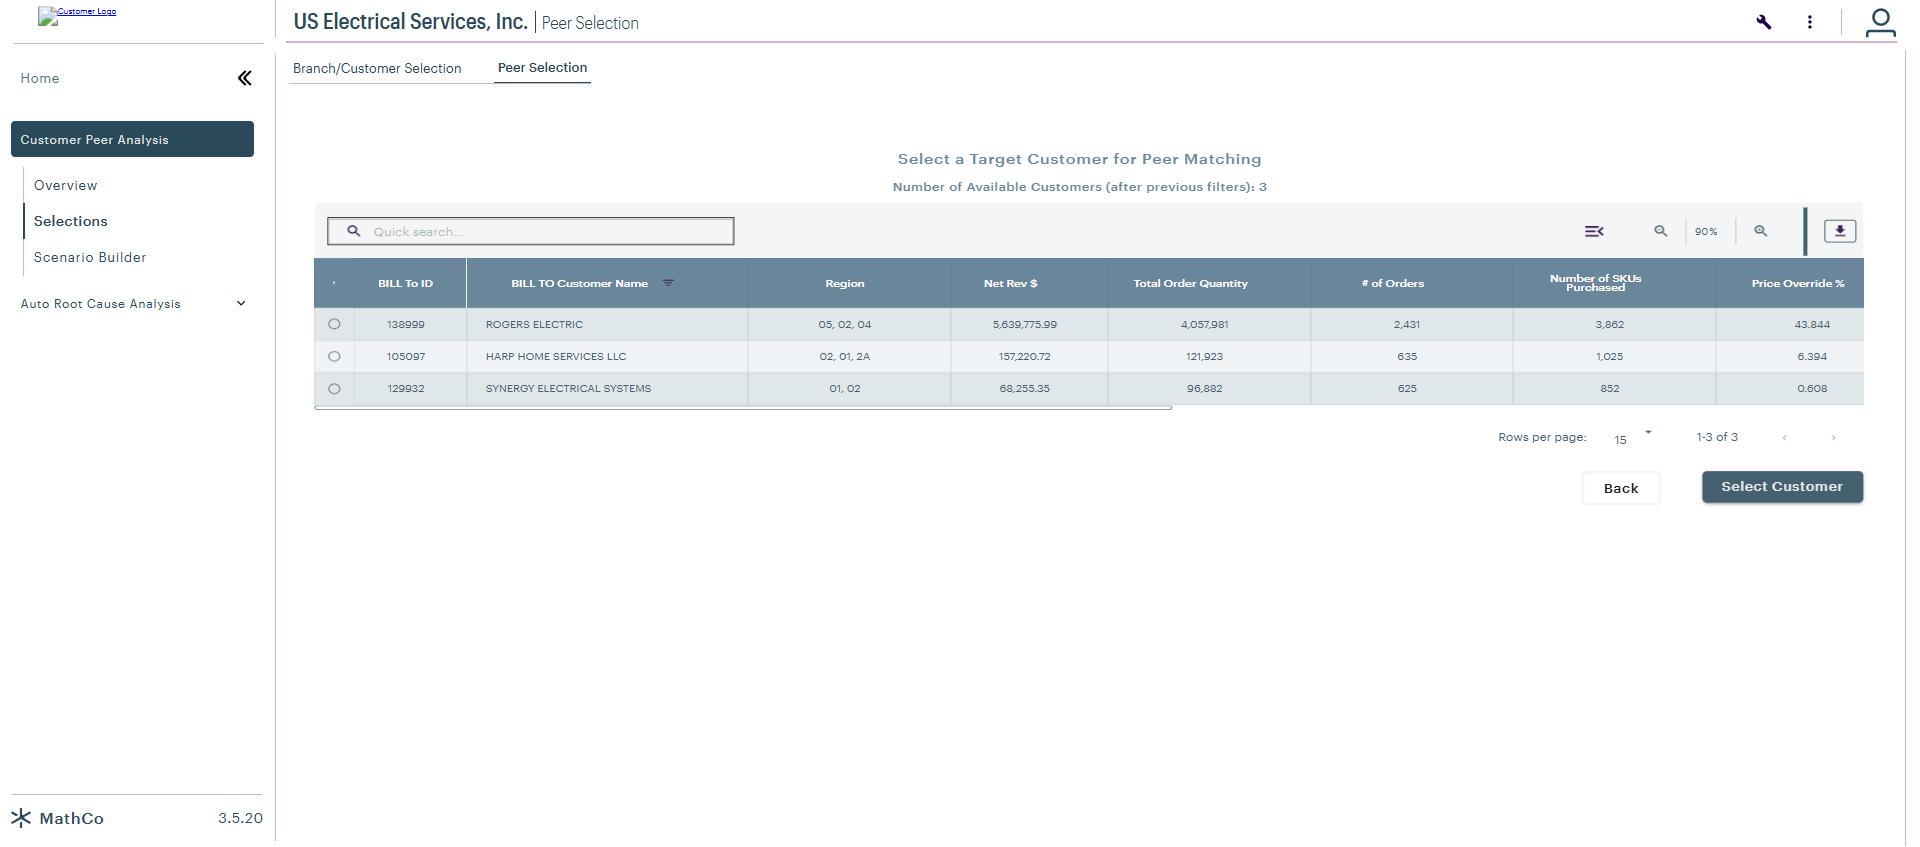 Customer Logo
US Electrical Services, Inc. | Peer Selection
Home
Branch/Customer Selection
Peer Selection
Customer Peer Analysis
Overview
Selections
Scenario Builder
Auto Root Cause Analysis
Select a Target Customer for Peer Matching
Number of Available Customers (after previous filters): 3
Quick search...
90%
BILL To ID BILL TO Customer Name Region Net Rev $ Total Order Quantity # of Orders Number of SKUs Purchased Price Override %
138999 ROGERS ELECTRIC 05, 02, 04 5,639,775.99 4,057,981 2,431 3,862 43.844
105097 HARP HOME SERVICES LLC 02, 01, 2A 157,220.72 121,923 635 1,025 6.394
129932 SYNERGY ELECTRICAL SYSTEMS 01, 02 68,255.35 96,882 625 852 0.608
Rows per page: 15 1-3 of 3
Back
Select Customer
MathCo 3.5.20